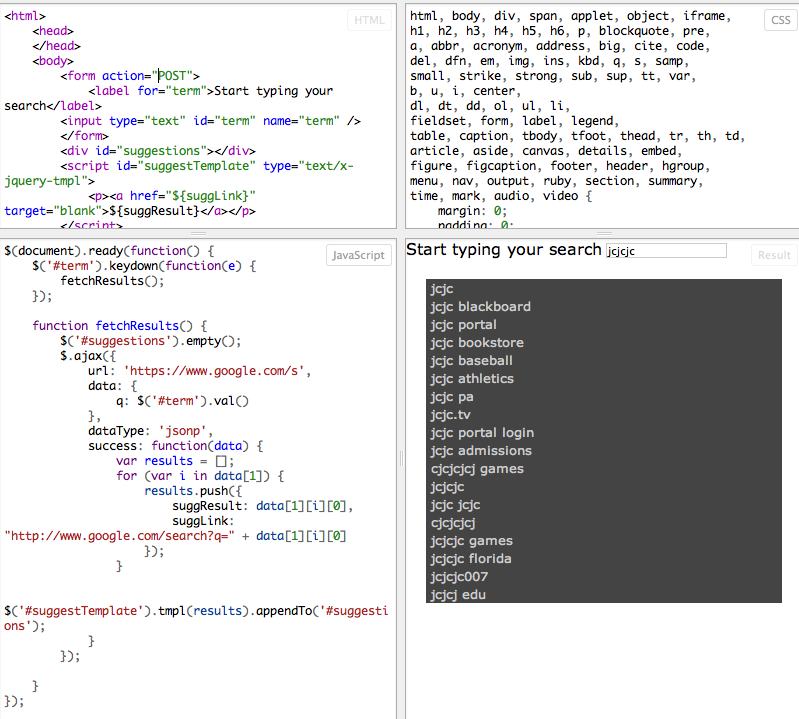 <html>
HTML
<head>
</head>
<body>
<form action="POST">
<label for="term">Start typing your
search</label>
<input type="text" id="term" name="term" />
</form>
<div id="suggestions"></div>
<script id="suggestTemplate" type="text/x-
jquery-tmpl">
<p><a href="${suggLink}"
target="blank">${suggResult}</a></p>
</script>
html, body, div, span, applet, object, iframe,
CSS
h1, h2, h3, h4, h5, h6, p, blockquote, pre,
a, abbr, acronym, address, big, cite, code,
del, dfn, em, img, ins, kbd, q, s, samp,
small, strike, strong, sub, sup, tt, var,
b, u, i, center,
dl, dt, dd, ol, ul, li,
fieldset, form, label, legend,
table, caption, tbody, tfoot, thead, tr, th, td,
article, aside, canvas, details, embed,
figure, figcaption, footer, header, hgroup,
menu, nav, output, ruby, section, summary,
time, mark, audio, video {
margin: 0;
padding: 0;
$(document).ready(function() {
JavaScript
$('#term').keydown(function(e) {
fetchResults();
});
function fetchResults() {
$('#suggestions').empty();
$.ajax({
url: 'https://www.google.com/s',
data: {
q: $('#term').val()
},
dataType: 'jsonp',
success: function(data) {
var results = [];
for (var i in data[1]) {
results.push({
suggResult: data[1][i][0],
suggLink:
"http://www.google.com/search?q=" + data[1][i][0]
});
}
$('#suggestTemplate').tmpl(results).appendTo('#suggesti
ons');
}
});
}
});
Start typing your search jcjcjc
Result
jcjc
jcjc blackboard
jcjc portal
jcjc bookstore
jcjc baseball
jcjc athletics
jcjc pa
jcjc.tv
jcjc portal login
jcjc admissions
cjcjcjcj games
jcjcjc
jcjc jcjc
cjcjcjcj
jcjcjc games
jcjcjc florida
jcjcjc007
jcjcj edu